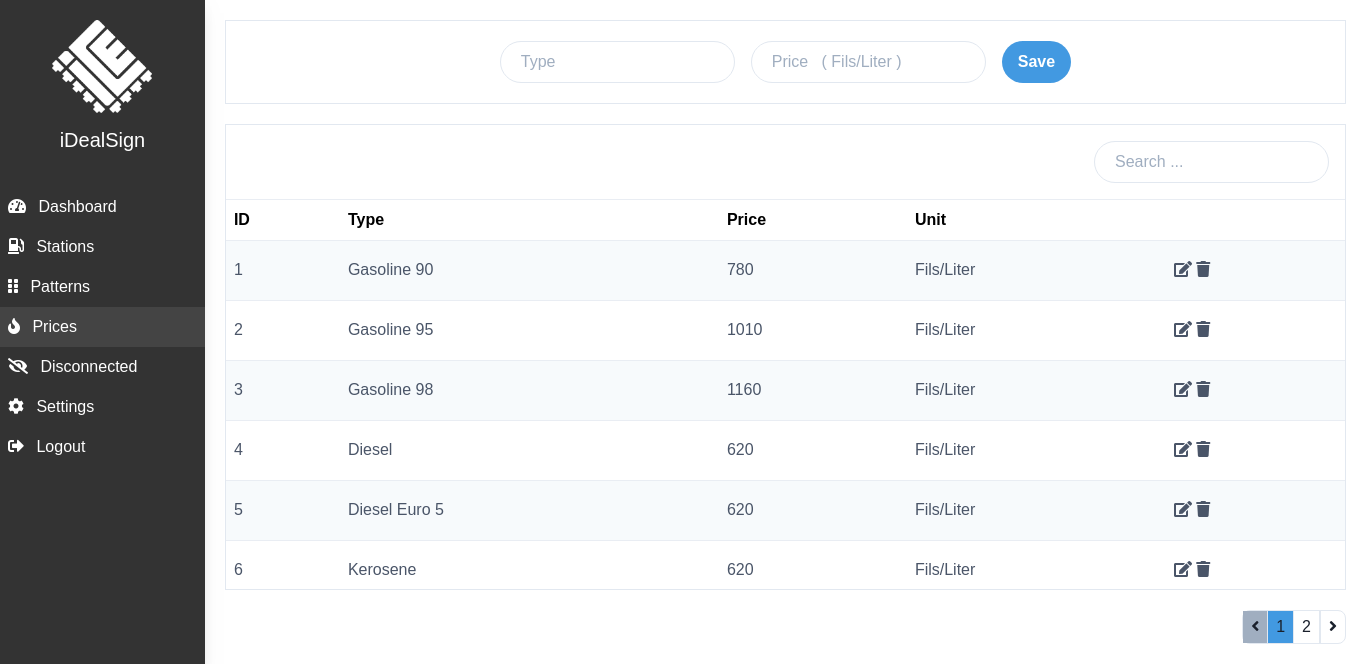 iDealSign
Dashboard
Stations
Patterns
Prices
Disconnected
Settings
Logout
Type
Price ( Fils/Liter )
Save
Search ...
ID Type Price Unit
1 Gasoline 90 780 Fils/Liter
2 Gasoline 95 1010 Fils/Liter
3 Gasoline 98 1160 Fils/Liter
4 Diesel 620 Fils/Liter
5 Diesel Euro 5 620 Fils/Liter
6 Kerosene 620 Fils/Liter
1 2